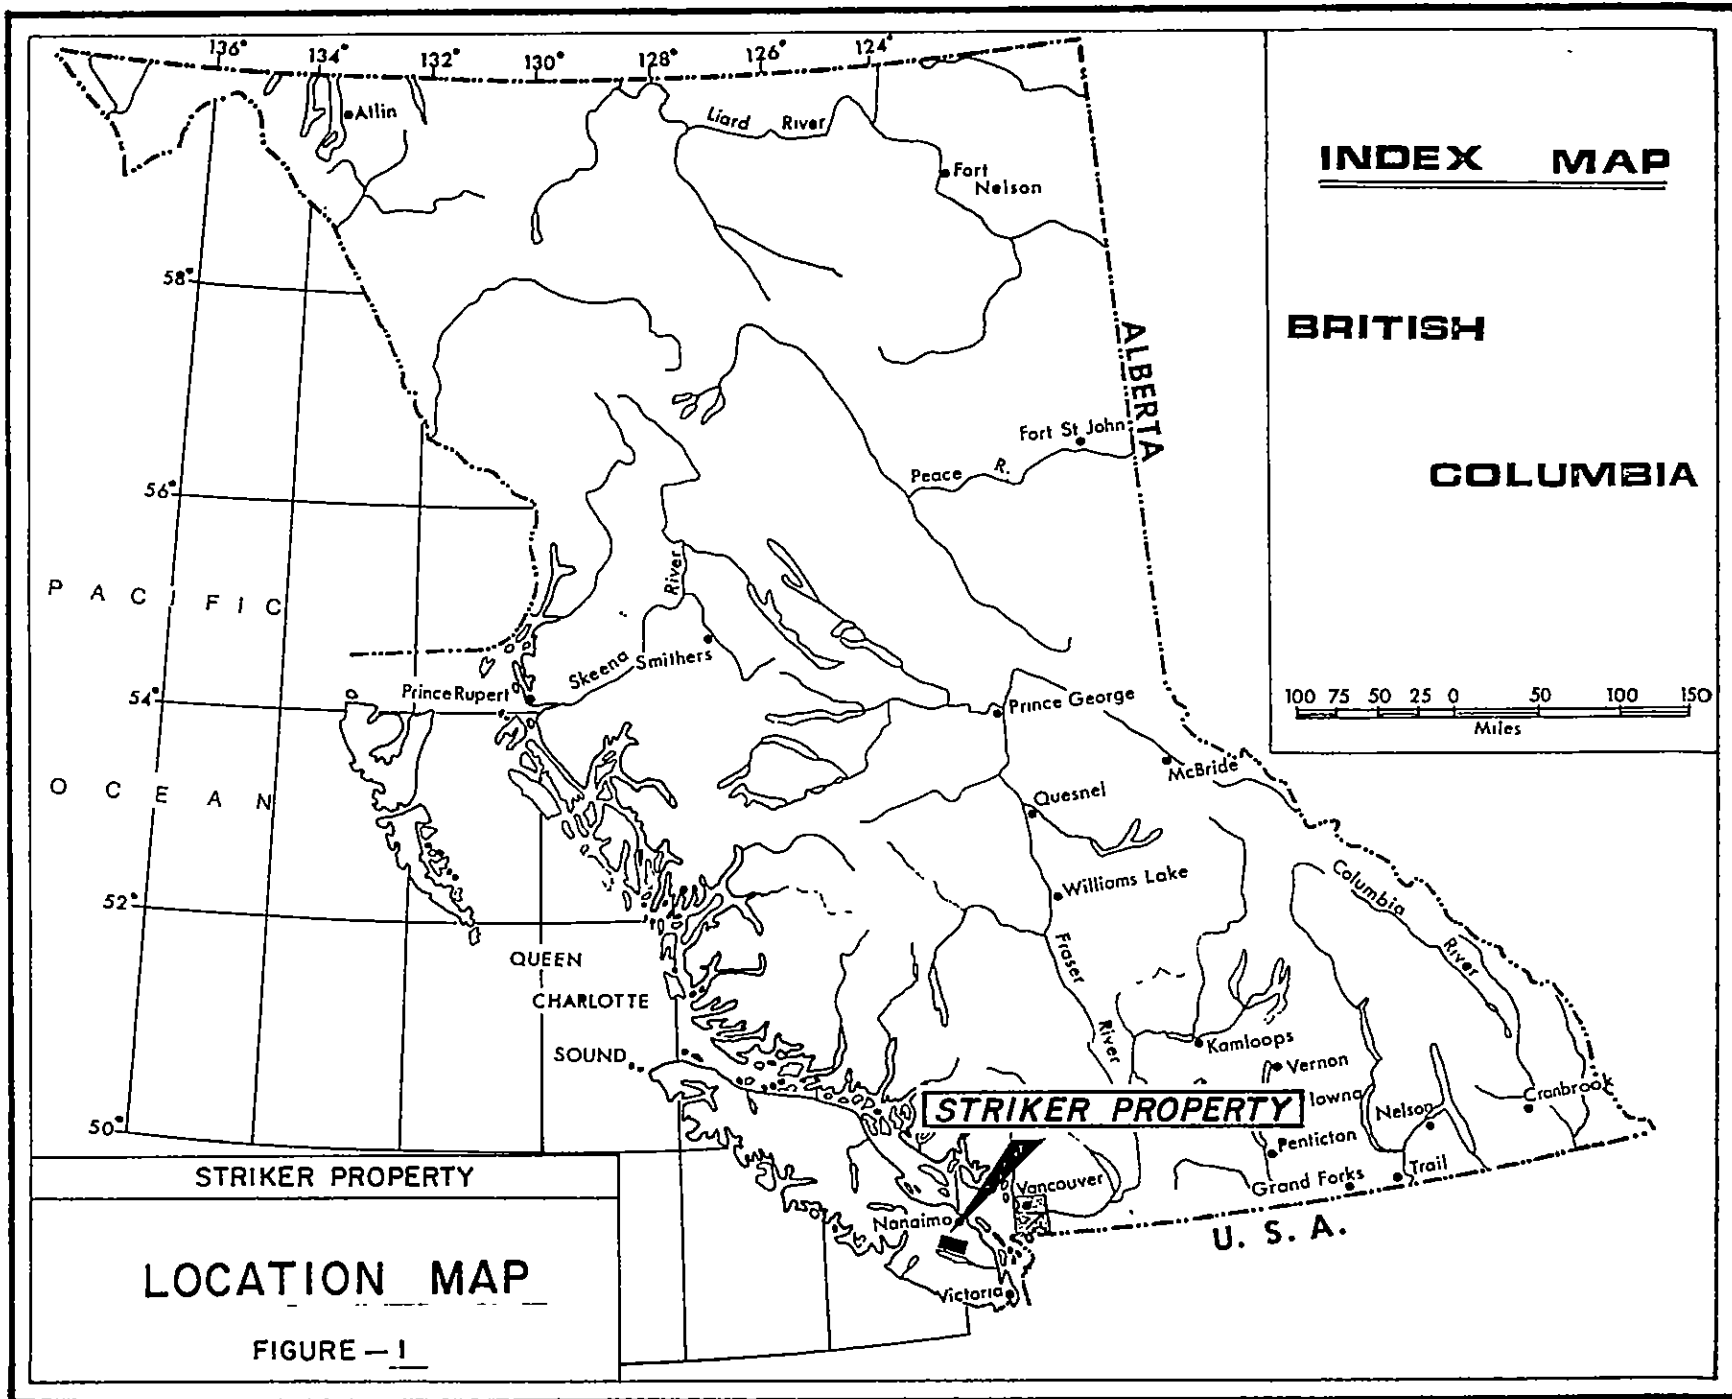 136° 134° 132° 130° 128° 126° 124°
Atlin
Liard River
Fort
Nelson
INDEX MAP
58°
BRITISH
ALBERTA
Fort St John
Peace R.
COLUMBIA
56°
PACIFIC
River
Skeena
Smithers
54°
Prince Rupert
Prince George
100 75 50 25 0 50 100 150
Miles
McBride
OCEAN
Quesnel
Williams Lake
Columbia
River
52°
Fraser
River
QUEEN
CHARLOTTE
SOUND
Kamloops
Vernon
50°
STRIKER PROPERTY
lowna
Nelson
Cranbrook
Penticton
Grand Forks
Trail
Vancouver
Nanaimo
U. S. A.
Victoria
STRIKER PROPERTY
LOCATION MAP
FIGURE — 1